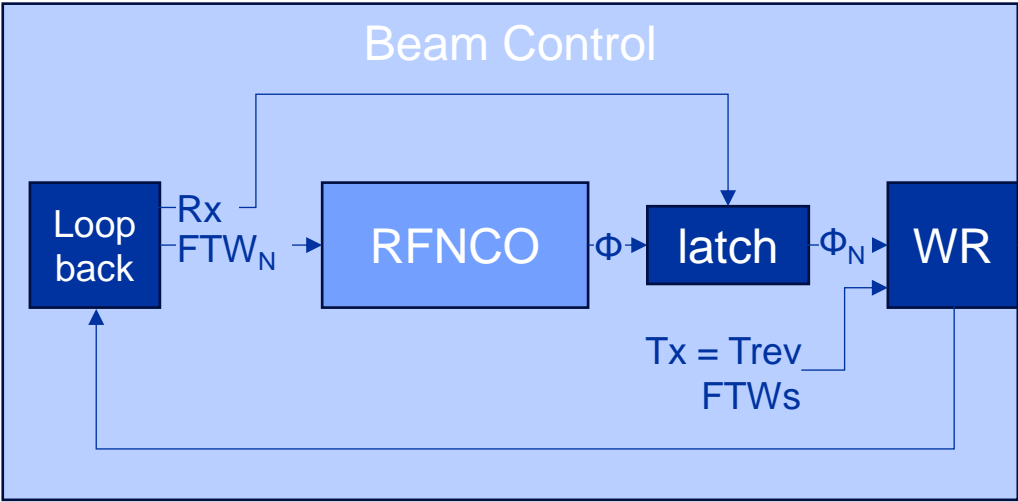 Beam Control
Loop
back
Rx
FTW_N
RFNCO
Φ
latch
Φ_N
WR
Tx = Trev
FTWs